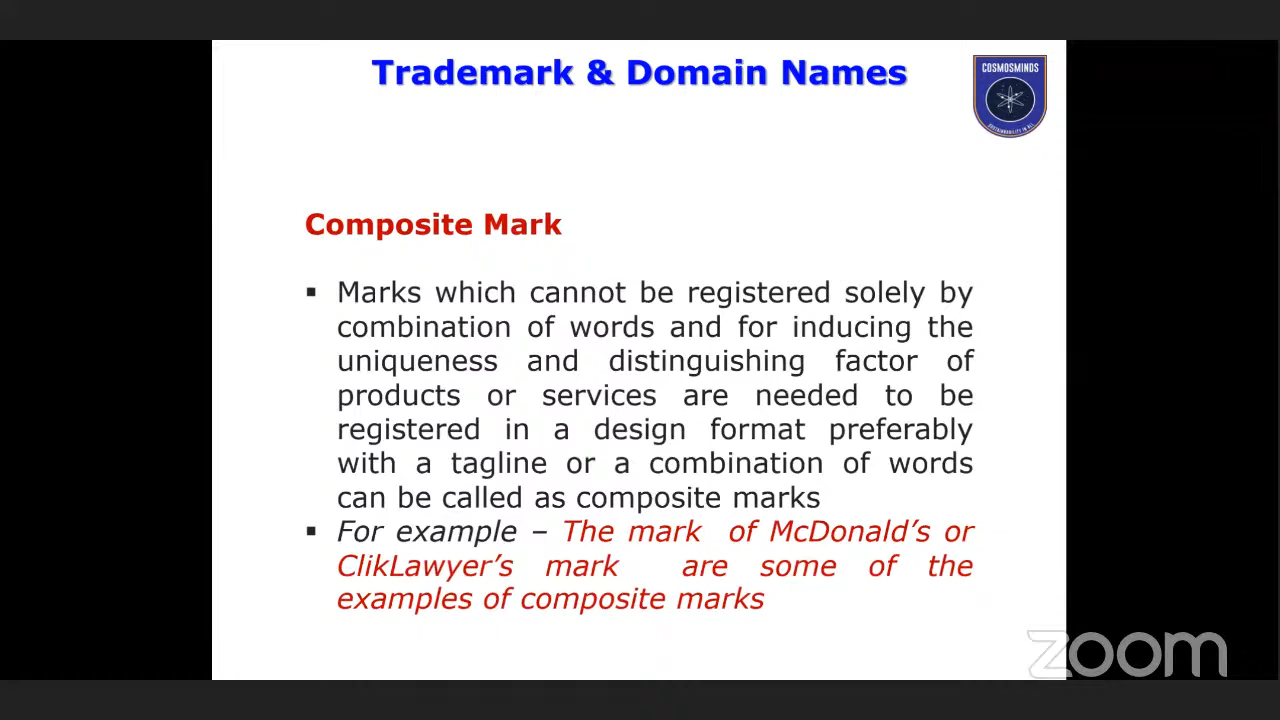 Trademark & Domain Names
COSMOSMINDS
SUSTAINABILITY IN ALL
Composite Mark
▪ Marks which cannot be registered solely by
combination of words and for inducing the
uniqueness and distinguishing factor of
products or services are needed to be
registered in a design format preferably
with a tagline or a combination of words
can be called as composite marks
▪ For example – The mark of McDonald’s or
ClikLawyer’s mark are some of the
examples of composite marks
zoom